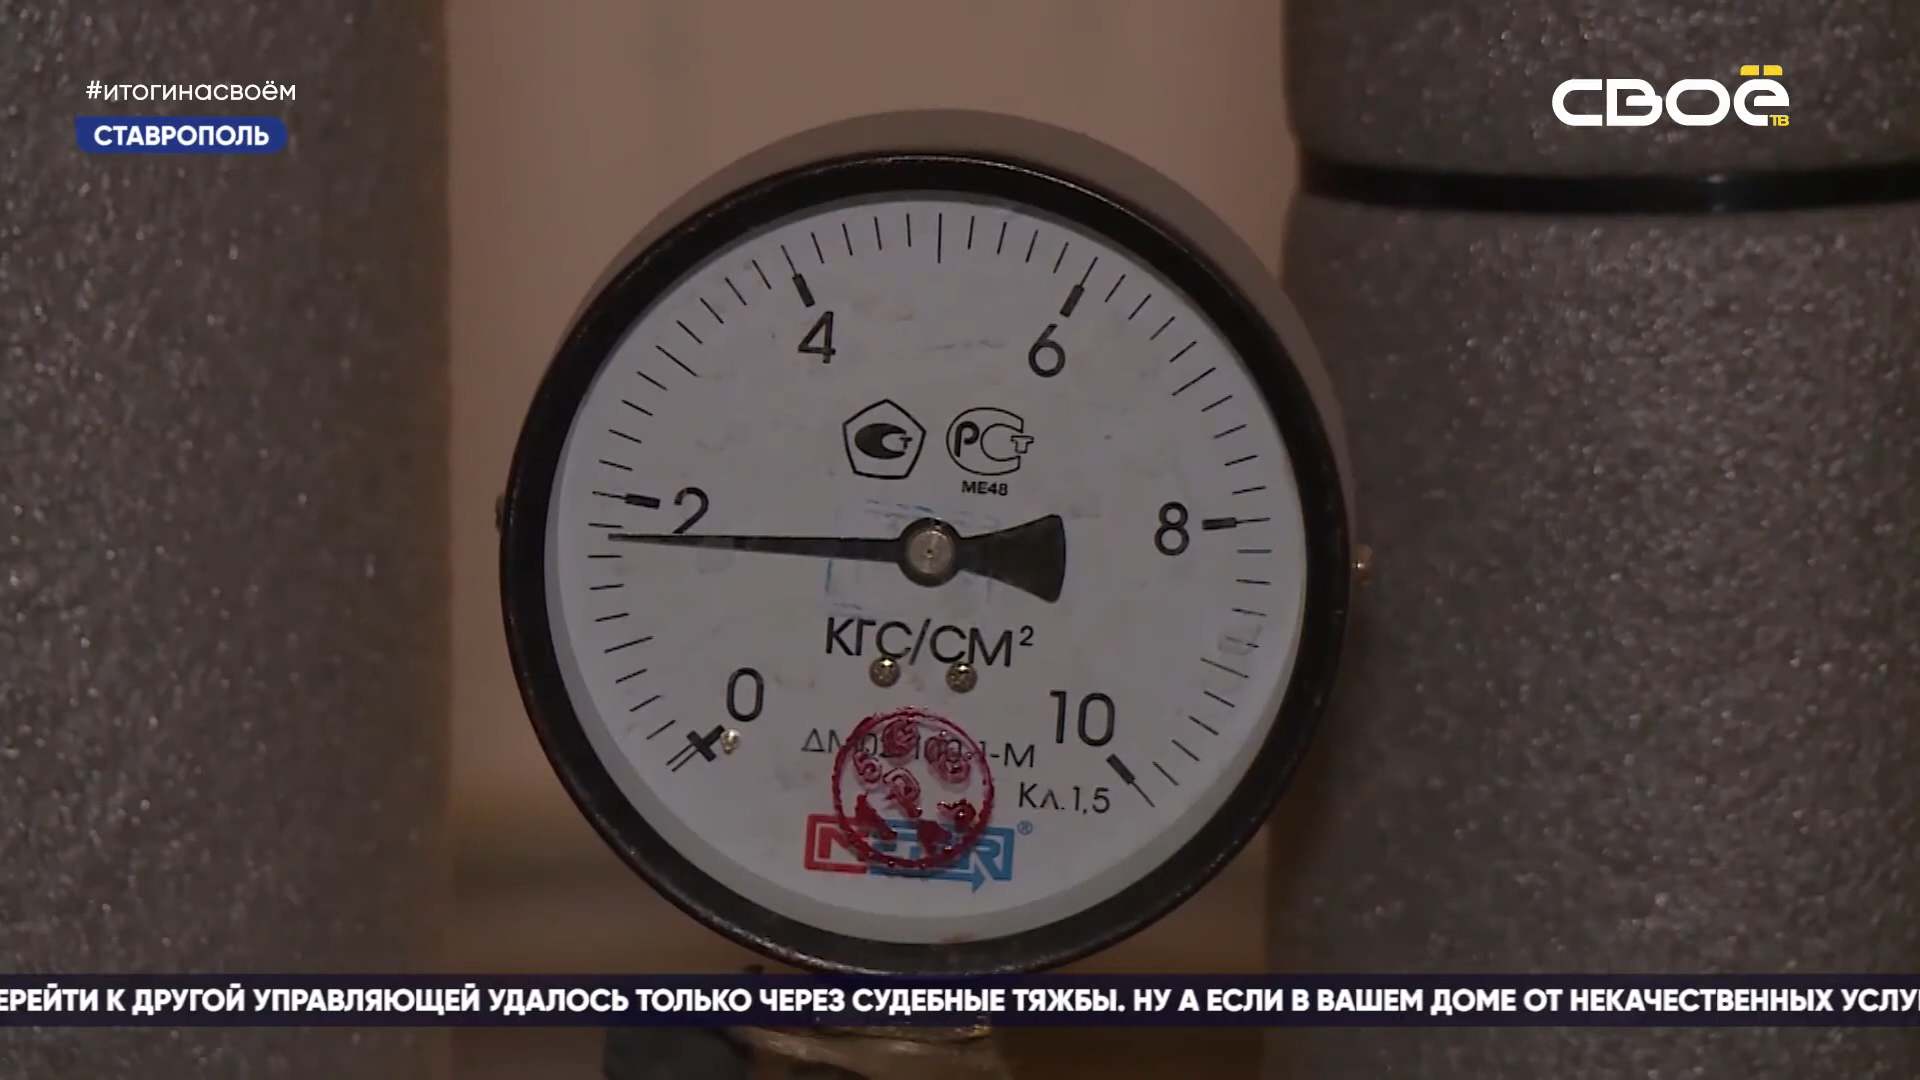 #итогинасвоём
СТАВРОПОЛЬ
СВОЁ
ТВ
4
6
2
8
РСТ
МЕ48
КГС/СМ²
0
10
Кл.1,5
®
ЕРЕЙТИ К ДРУГОЙ УПРАВЛЯЮЩЕЙ УДАЛОСЬ ТОЛЬКО ЧЕРЕЗ СУДЕБНЫЕ ТЯЖБЫ. НУ А ЕСЛИ В ВАШЕМ ДОМЕ ОТ НЕКАЧЕСТВЕННЫХ УСЛУ